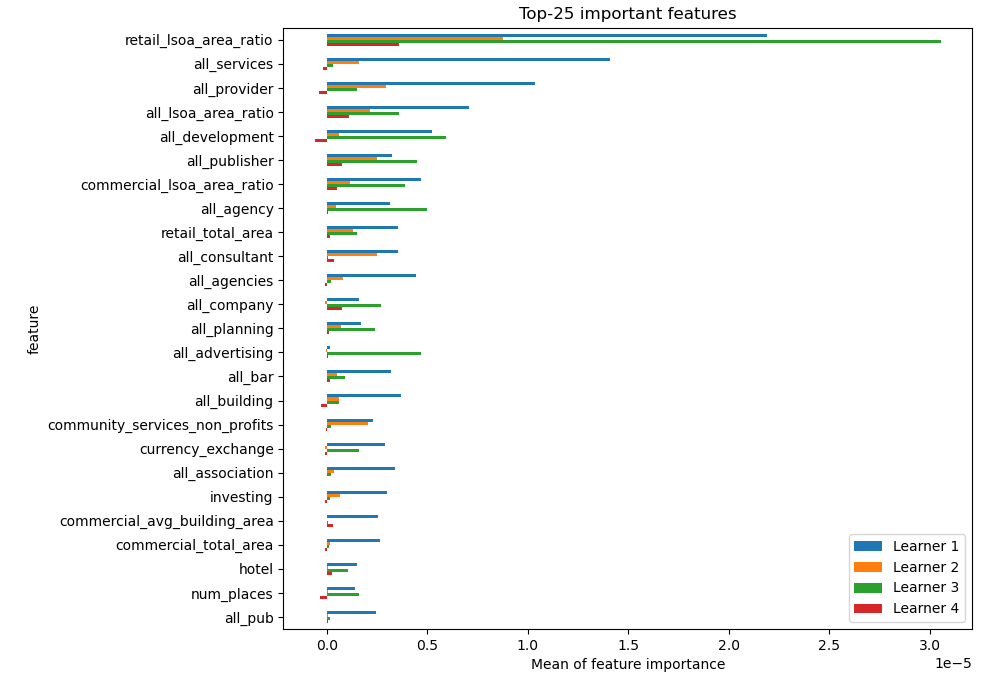 Top-25 important features
retail_lsoa_area_ratio
all_services
all_provider
all_lsoa_area_ratio
all_development
all_publisher
commercial_lsoa_area_ratio
all_agency
retail_total_area
all_consultant
all_agencies
all_company
all_planning
all_advertising
all_bar
all_building
community_services_non_profits
currency_exchange
all_association
investing
commercial_avg_building_area
commercial_total_area
hotel
num_places
all_pub
feature
Learner 1
Learner 2
Learner 3
Learner 4
0.0 0.5 1.0 1.5 2.0 2.5 3.0
Mean of feature importance
1e−5